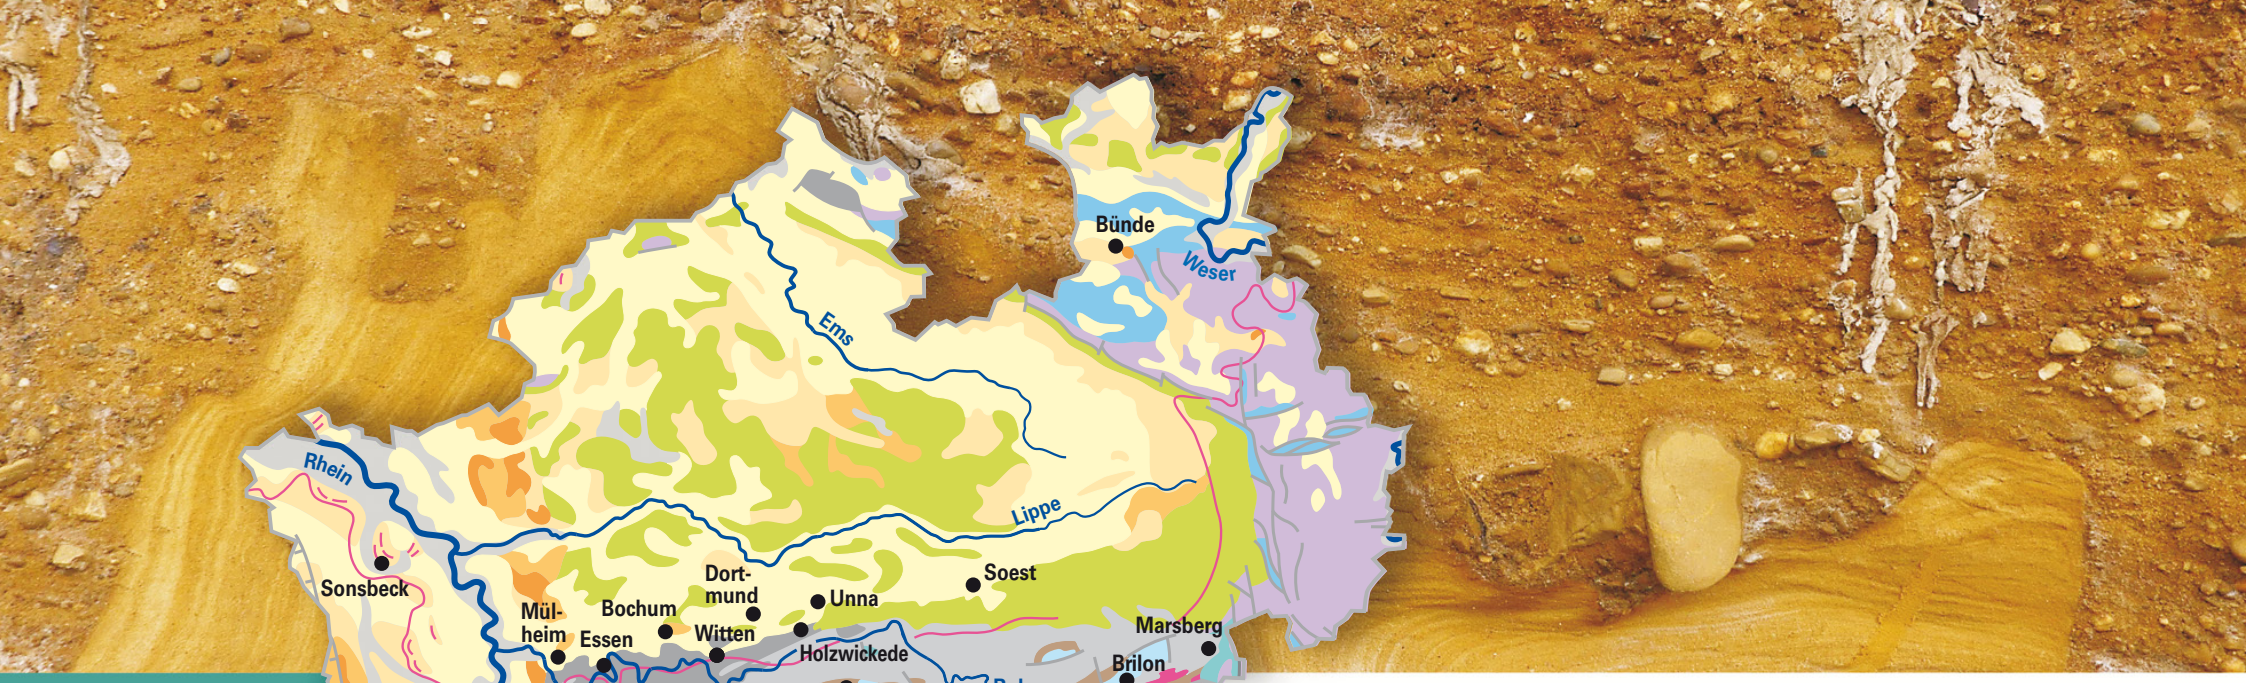 Bünde
Weser
Ems
Rhein
Lippe
Sonsbeck
Soest
Dort-
mund
Unna
Mül-
heim
Bochum
Essen
Witten
Holzwickede
Marsberg
Brilon